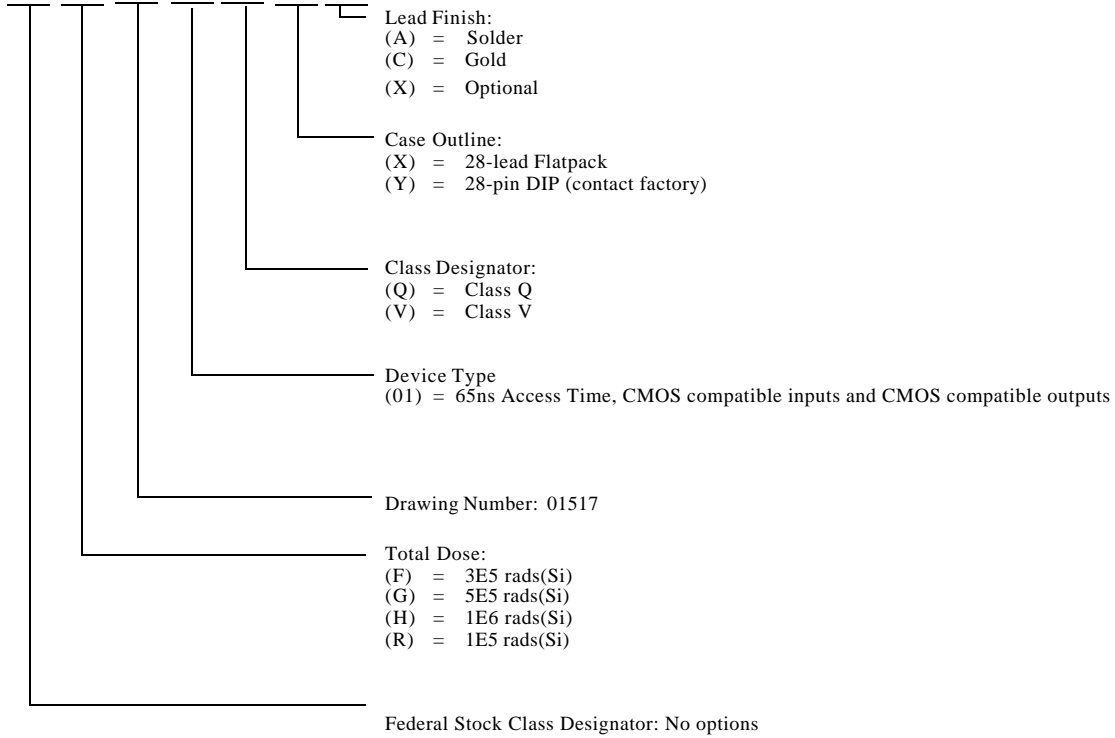 Lead Finish:
(A) = Solder
(C) = Gold
(X) = Optional
Case Outline:
(X) = 28-lead Flatpack
(Y) = 28-pin DIP (contact factory)
Class Designator:
(Q) = Class Q
(V) = Class V
Device Type
(01) = 65ns Access Time, CMOS compatible inputs and CMOS compatible outputs
Drawing Number: 01517
Total Dose:
(F) = 3E5 rads(Si)
(G) = 5E5 rads(Si)
(H) = 1E6 rads(Si)
(R) = 1E5 rads(Si)
Federal Stock Class Designator: No options